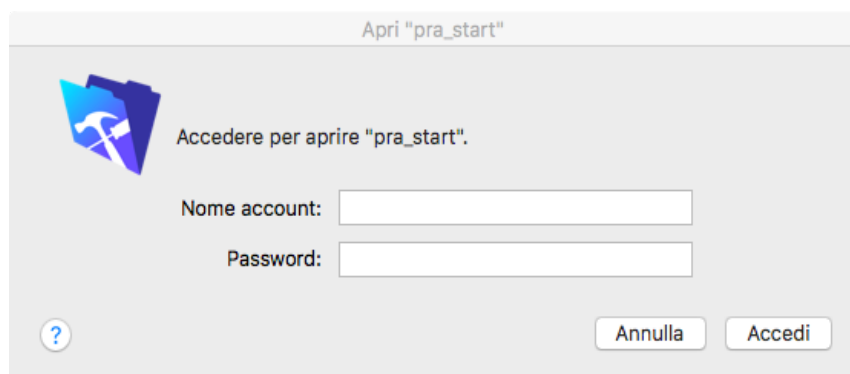 Apri "pra_start"
Accedere per aprire "pra_start".
Nome account:
Password:
?
Annulla
Accedi